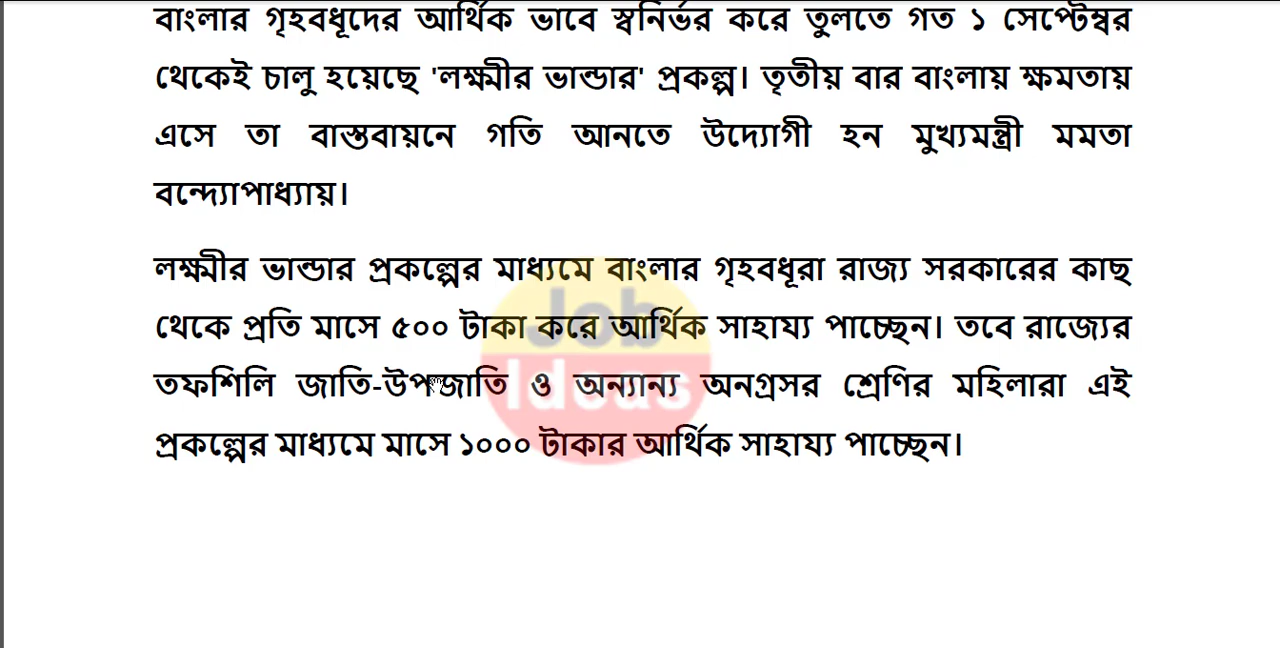 বাংলার গৃহবধূদের আর্থিক ভাবে স্বনির্ভর করে তুলতে গত ১ সেপ্টেম্বর
থেকেই চালু হয়েছে 'লক্ষ্মীর ভান্ডার' প্রকল্প। তৃতীয় বার বাংলায় ক্ষমতায়
এসে তা বাস্তবায়নে গতি আনতে উদ্যোগী হন মুখ্যমন্ত্রী মমতা
বন্দ্যোপাধ্যায়।
লক্ষ্মীর ভান্ডার প্রকল্পের মাধ্যমে বাংলার গৃহবধূরা রাজ্য সরকারের কাছ
থেকে প্রতি মাসে ৫০০ টাকা করে আর্থিক সাহায্য পাচ্ছেন। তবে রাজ্যের
তফশিলি জাতি-উপজাতি ও অন্যান্য অনগ্রসর শ্রেণির মহিলারা এই
প্রকল্পের মাধ্যমে মাসে ১০০০ টাকার আর্থিক সাহায্য পাচ্ছেন।
Job
Ideas